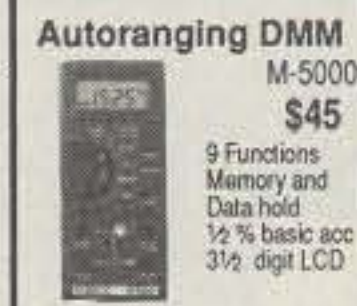 Autoranging DMM
M-5000
$45
9 Functions
Memory and
Data hold
½ % basic acc
3½ digit LCD